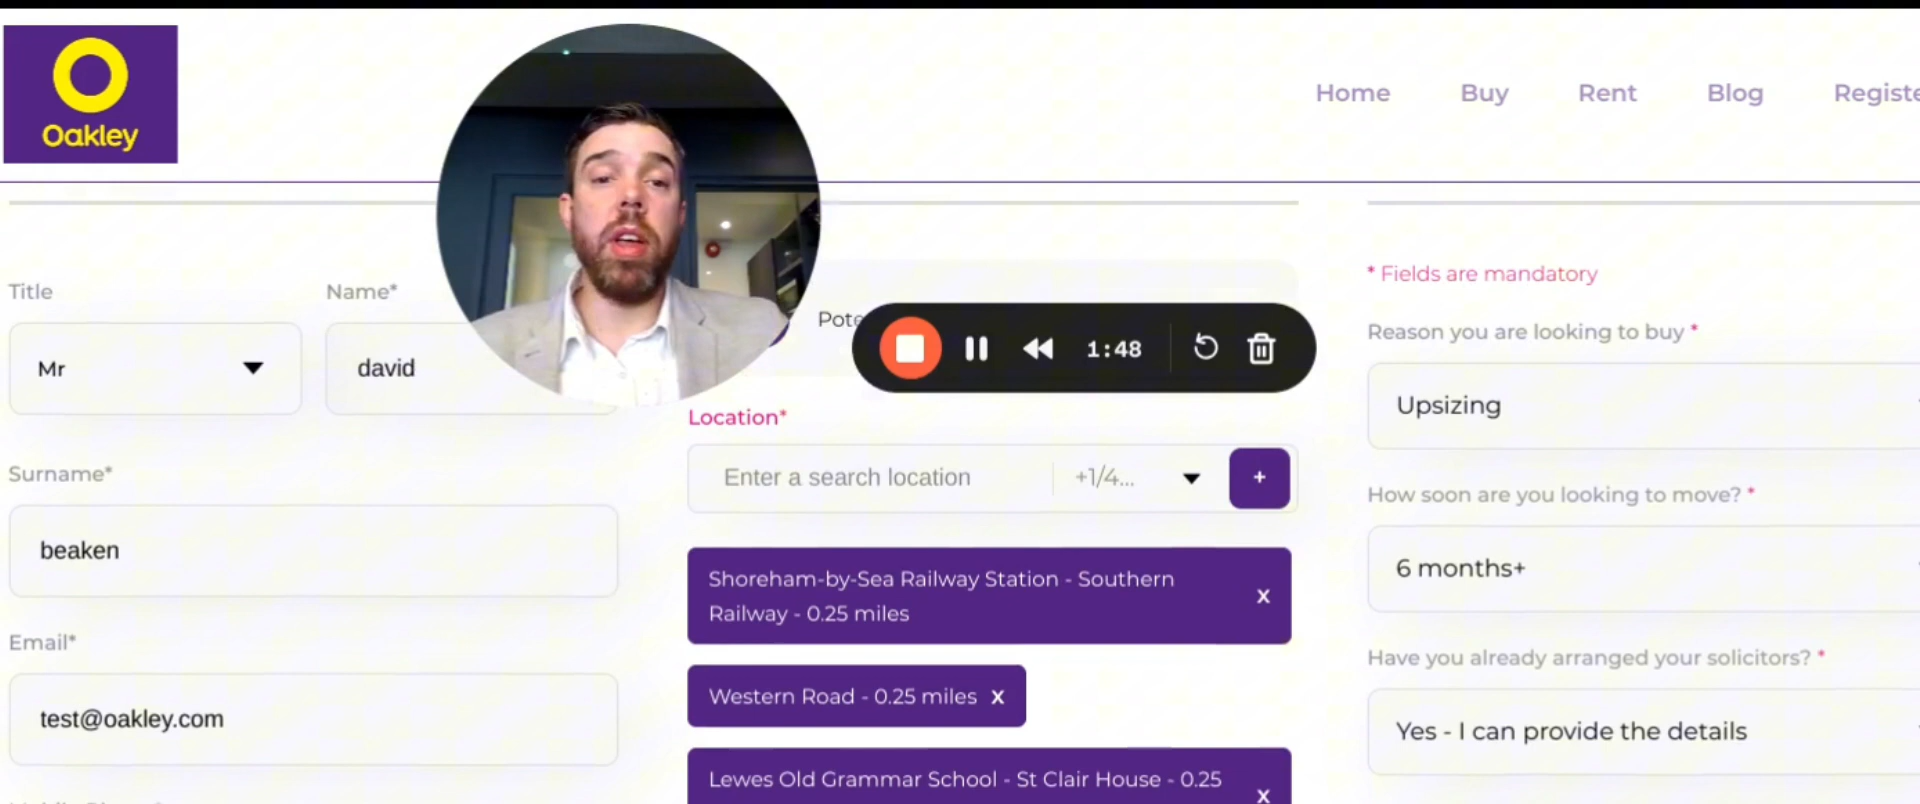 Oakley
Home
Buy
Rent
Blog
Registe
Title
Name*
Mr
david
Surname*
beaken
Email*
test@oakley.com
Pote
1:48
Location*
Enter a search location
+1/4...
+
Shoreham-by-Sea Railway Station - Southern
Railway - 0.25 miles
x
Western Road - 0.25 miles x
Lewes Old Grammar School - St Clair House - 0.25
x
* Fields are mandatory
Reason you are looking to buy *
Upsizing
How soon are you looking to move? *
6 months+
Have you already arranged your solicitors? *
Yes - I can provide the details